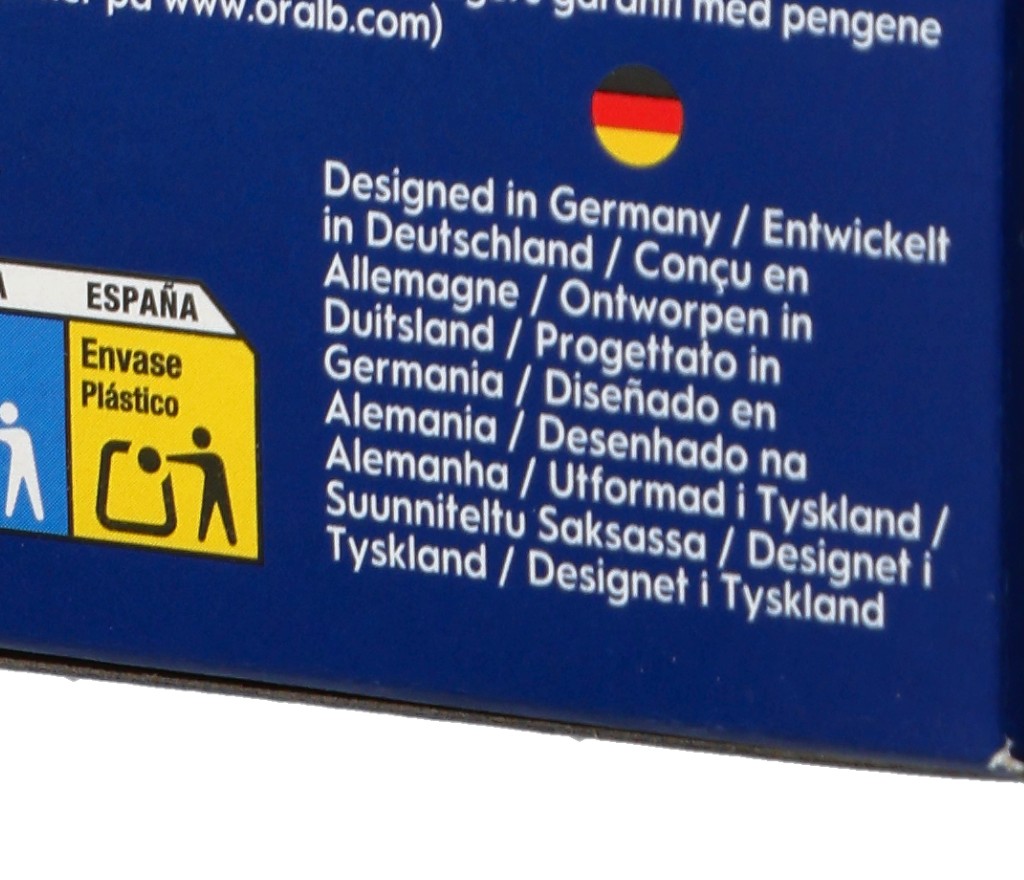 på www.oralb.com)
garanti med pengene
Designed in Germany / Entwickelt
in Deutschland / Conçu en
Allemagne / Ontworpen in
Duitsland / Progettato in
Germania / Diseñado en
Alemania / Desenhado na
Alemanha / Utformad i Tyskland /
Suunniteltu Saksassa / Designet i
Tyskland / Designet i Tyskland
ESPAÑA
Envase
Plástico